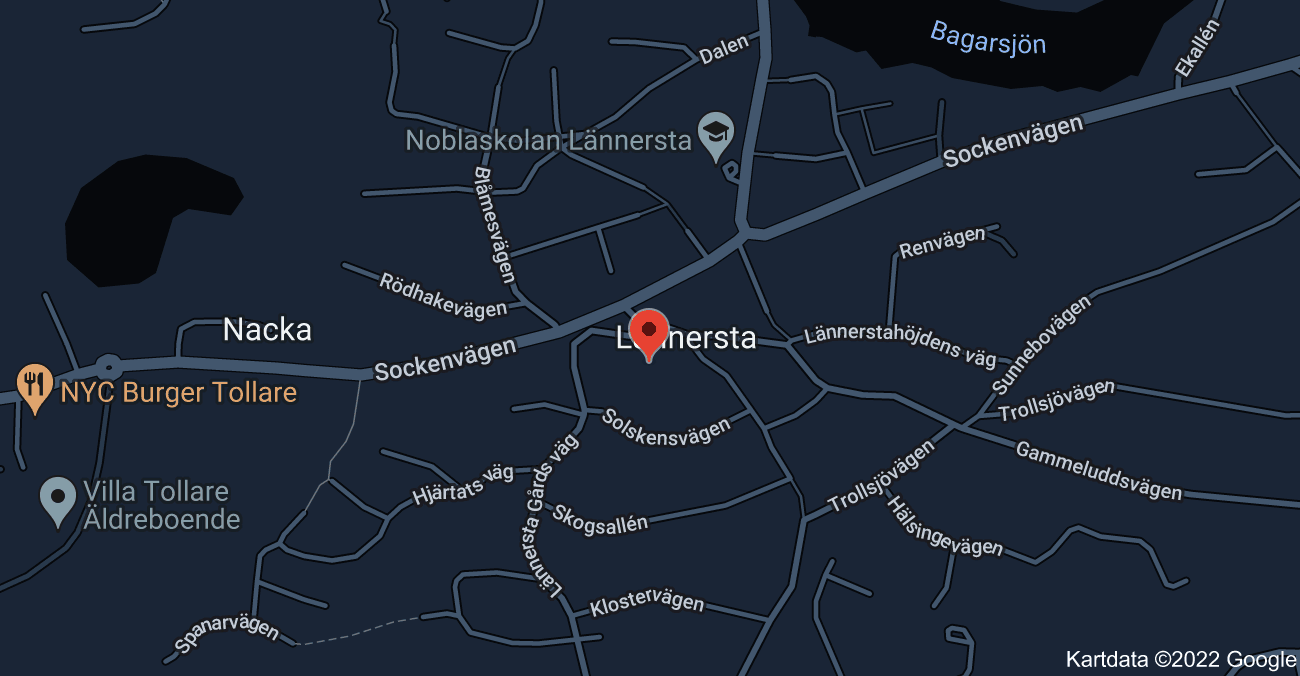 Bagarsjön
Ekallén
Dalen
Noblaskolan Lännersta
Sockenvägen
Blåmesvägen
Renvägen
Rödhakevägen
Nacka
Lännersta
Lännerstahöjdens väg
Sunnebovägen
Sockenvägen
NYC Burger Tollare
Trollsjövägen
Solskensvägen
Gammeluddsvägen
Trollsjövägen
Hjärtats väg
Lännersta Gårds väg
Villa Tollare
Äldreboende
Skogsallén
Hälsingevägen
Klostervägen
Spanarvägen
Kartdata ©2022 Google